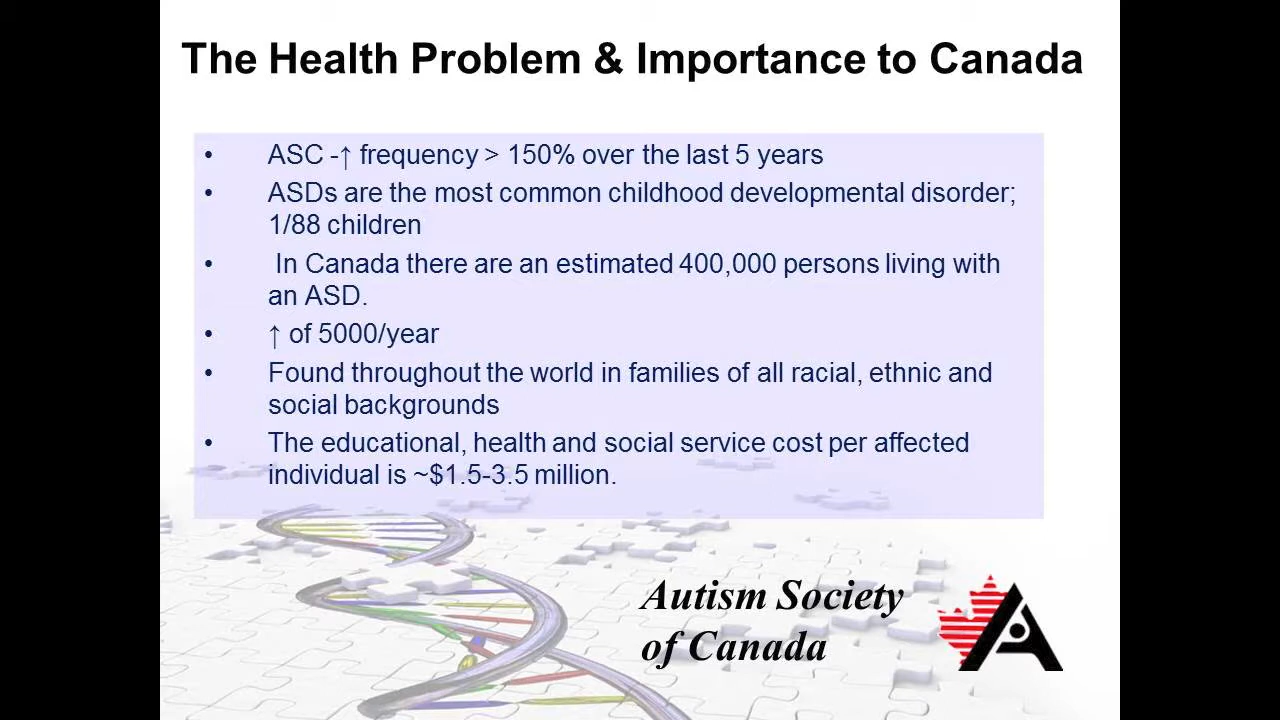 The Health Problem & Importance to Canada
• ASC -↑ frequency > 150% over the last 5 years
• ASDs are the most common childhood developmental disorder;
1/88 children
• In Canada there are an estimated 400,000 persons living with
an ASD.
• ↑ of 5000/year
• Found throughout the world in families of all racial, ethnic and
social backgrounds
• The educational, health and social service cost per affected
individual is ~$1.5-3.5 million.
Autism Society
of Canada